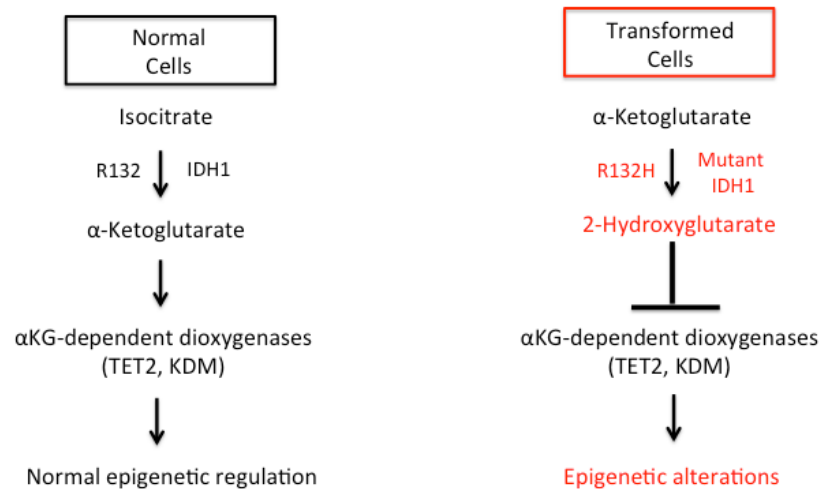 Normal
Cells
Isocitrate
R132
IDH1
α-Ketoglutarate
αKG-dependent dioxygenases
(TET2, KDM)
Normal epigenetic regulation
Transformed
Cells
α-Ketoglutarate
R132H
Mutant
IDH1
2-Hydroxyglutarate
αKG-dependent dioxygenases
(TET2, KDM)
Epigenetic alterations